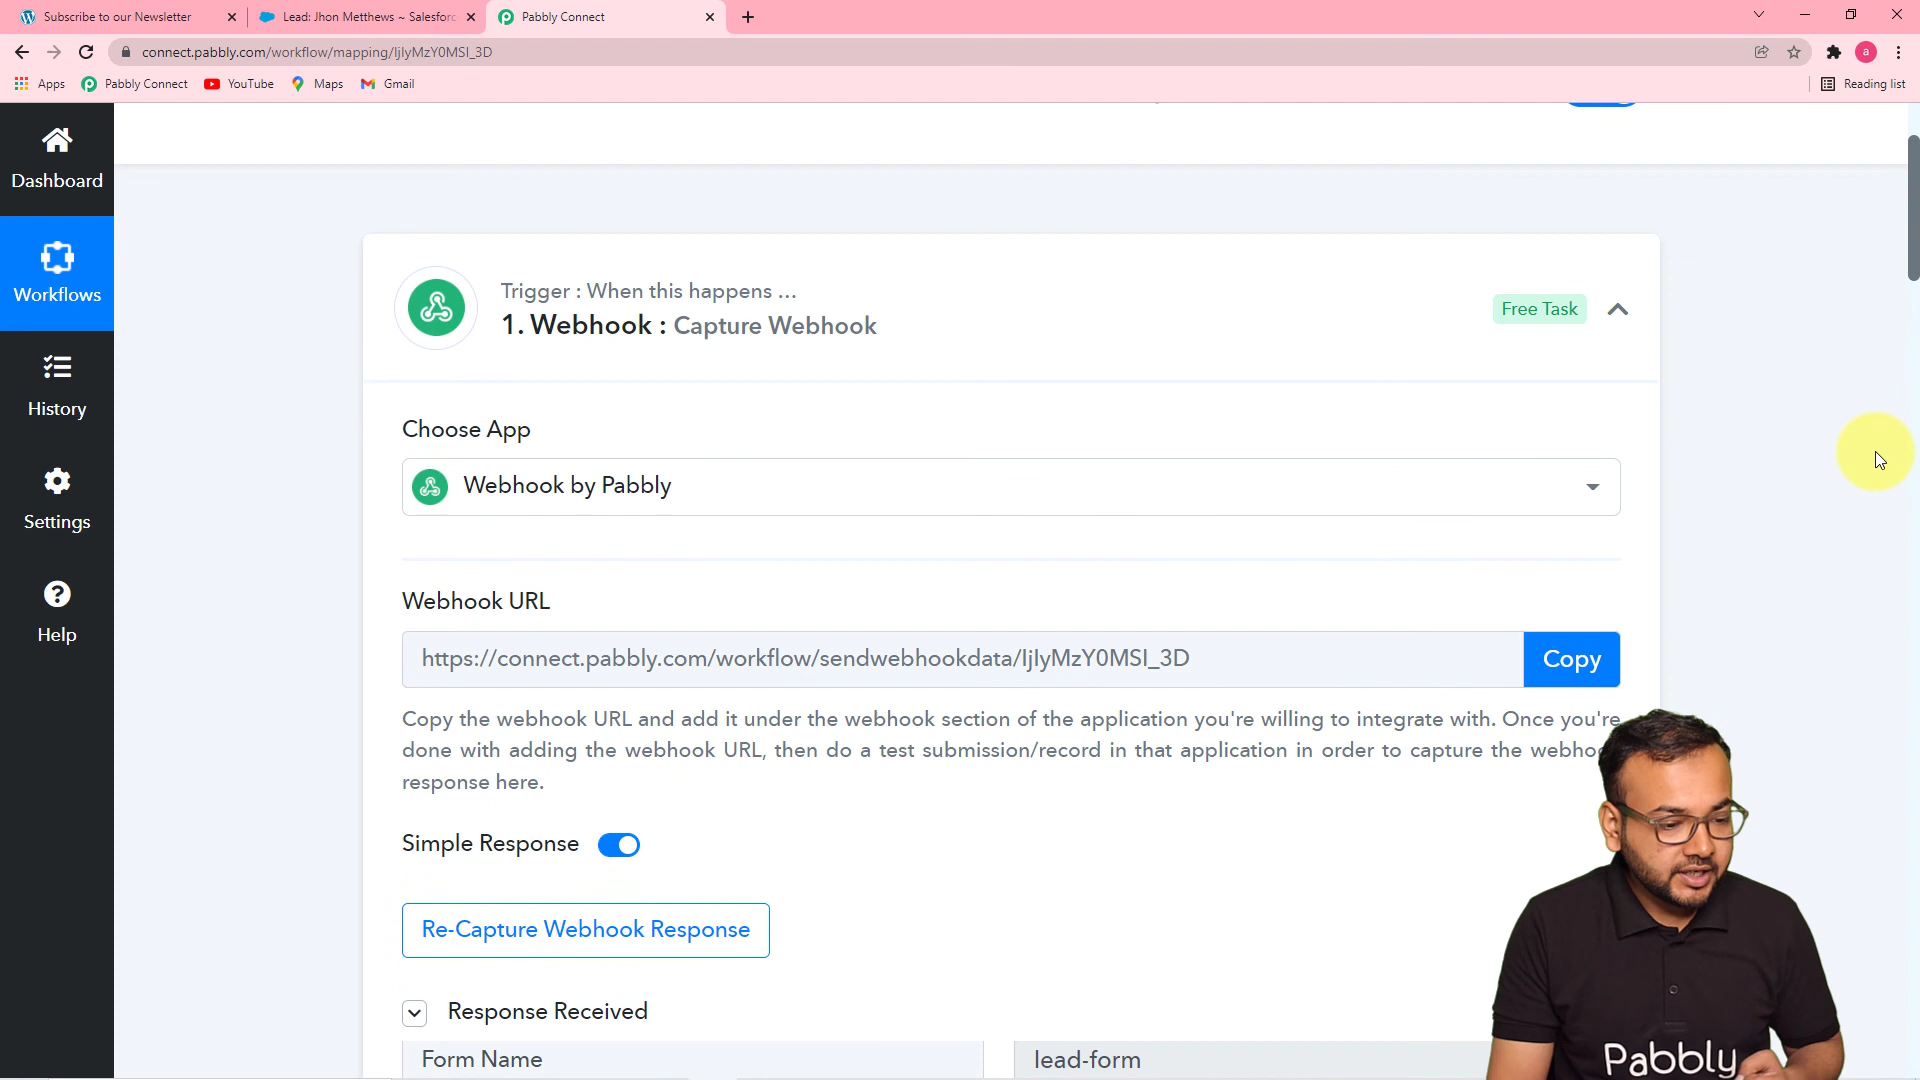 Subscribe to our Newsletter
Lead: Jhon Metthews ~ Salesforc
Pabbly Connect
connect.pabbly.com/workflow/mapping/IjIyMzY0MSI_3D
a
Apps
Pabbly Connect
YouTube
Maps
Gmail
Reading list
Dashboard
Workflows
History
Settings
Help
Trigger : When this happens ...
1. Webhook : Capture Webhook
Free Task
Choose App
Webhook by Pabbly
Webhook URL
https://connect.pabbly.com/workflow/sendwebhookdata/IjIyMzY0MSI_3D
Copy
Copy the webhook URL and add it under the webhook section of the application you're willing to integrate with. Once you're
done with adding the webhook URL, then do a test submission/record in that application in order to capture the webhoo
response here.
Simple Response
Re-Capture Webhook Response
Response Received
Form Name
lead-form
Pabbly